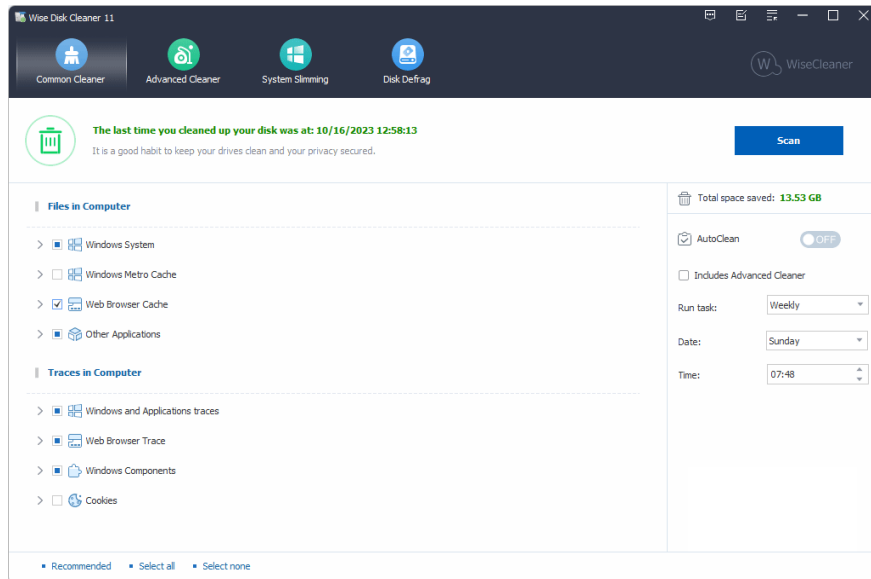 Wise Disk Cleaner 11
Common Cleaner
Advanced Cleaner
System Slimming
Disk Defrag
W WiseCleaner
The last time you cleaned up your disk was at: 10/16/2023 12:58:13
It is a good habit to keep your drives clean and your privacy secured.
Scan
Files in Computer
Windows System
Windows Metro Cache
Web Browser Cache
Other Applications
Traces in Computer
Windows and Applications traces
Web Browser Trace
Windows Components
Cookies
Total space saved: 13.53 GB
AutoClean OFF
Includes Advanced Cleaner
Run task: Weekly
Date: Sunday
Time: 07:48
Recommended Select all Select none